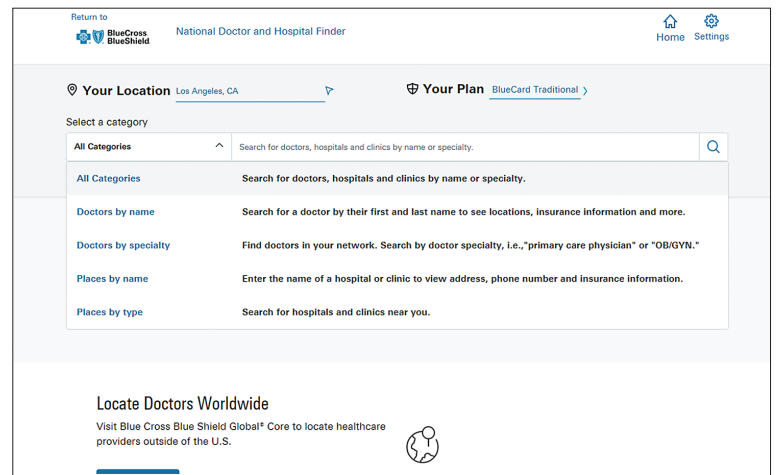 Return to
BlueCross
BlueShield
National Doctor and Hospital Finder
Home
Settings
Your Location
Los Angeles, CA
Your Plan
BlueCard Traditional
Select a category
All Categories
Search for doctors, hospitals and clinics by name or specialty.
All Categories
Search for doctors, hospitals and clinics by name or specialty.
Doctors by name
Search for a doctor by their first and last name to see locations, insurance information and more.
Doctors by specialty
Find doctors in your network. Search by doctor specialty, i.e.,"primary care physician" or "OB/GYN."
Places by name
Enter the name of a hospital or clinic to view address, phone number and insurance information.
Places by type
Search for hospitals and clinics near you.
Locate Doctors Worldwide
Visit Blue Cross Blue Shield Global® Core to locate healthcare
providers outside of the U.S.